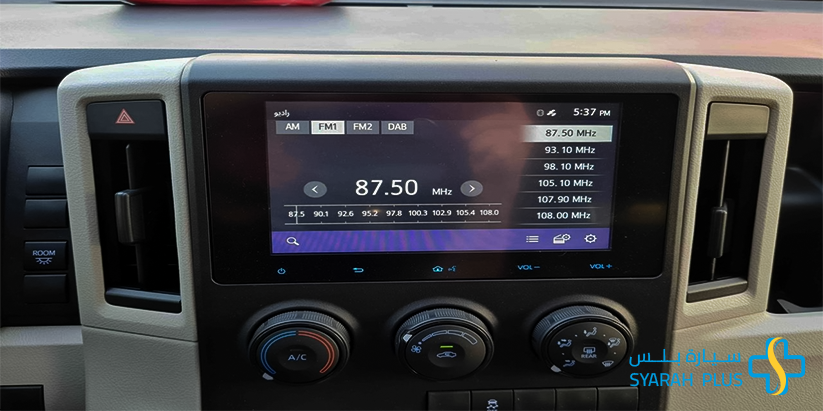 راديو
5:37 PM
AM FM1 FM2 DAB
87.50 MHz
93.10 MHz
98.10 MHz
105.10 MHz
107.90 MHz
108.00 MHz
87.50 MHz
87.5 90.1 92.6 95.2 97.8 100.3 102.9 105.4 108.0
ROOM
VOL−
VOL+
A/C
REAR
سيارة بلس
SYARAH PLUS